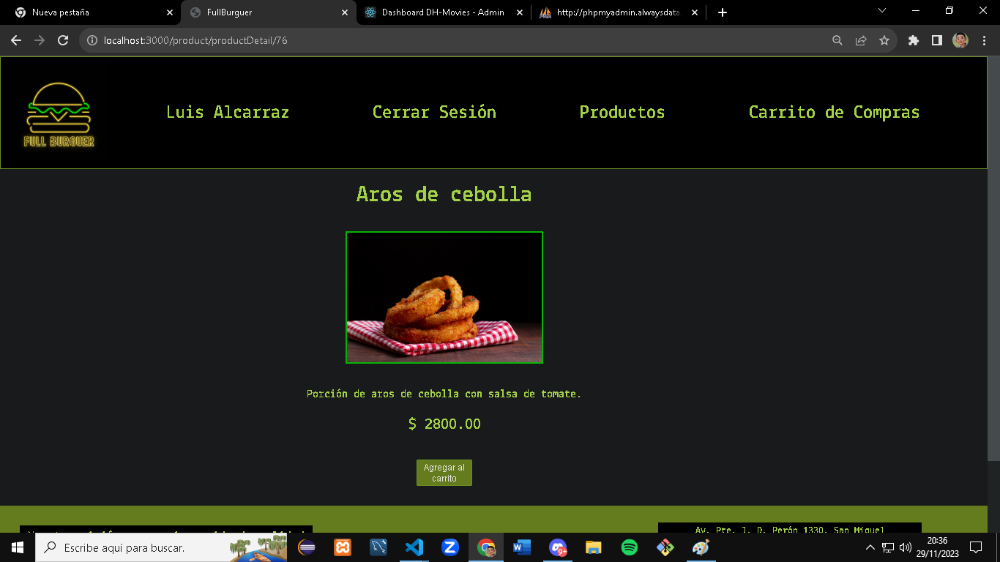 Nueva pestaña
FullBurguer
Dashboard DH-Movies - Admin
http://phpmyadmin.alwaysdata.
localhost:3000/product/productDetail/76
FULL BURGUER
Luis Alcarraz
Cerrar Sesión
Productos
Carrito de Compras
Aros de cebolla
Porción de aros de cebolla con salsa de tomate.
$ 2800.00
Agregar al
carrito
Av. Pte. J. D. Perón 1330, San Miguel
Escribe aquí para buscar.
9+
20:36
29/11/2023